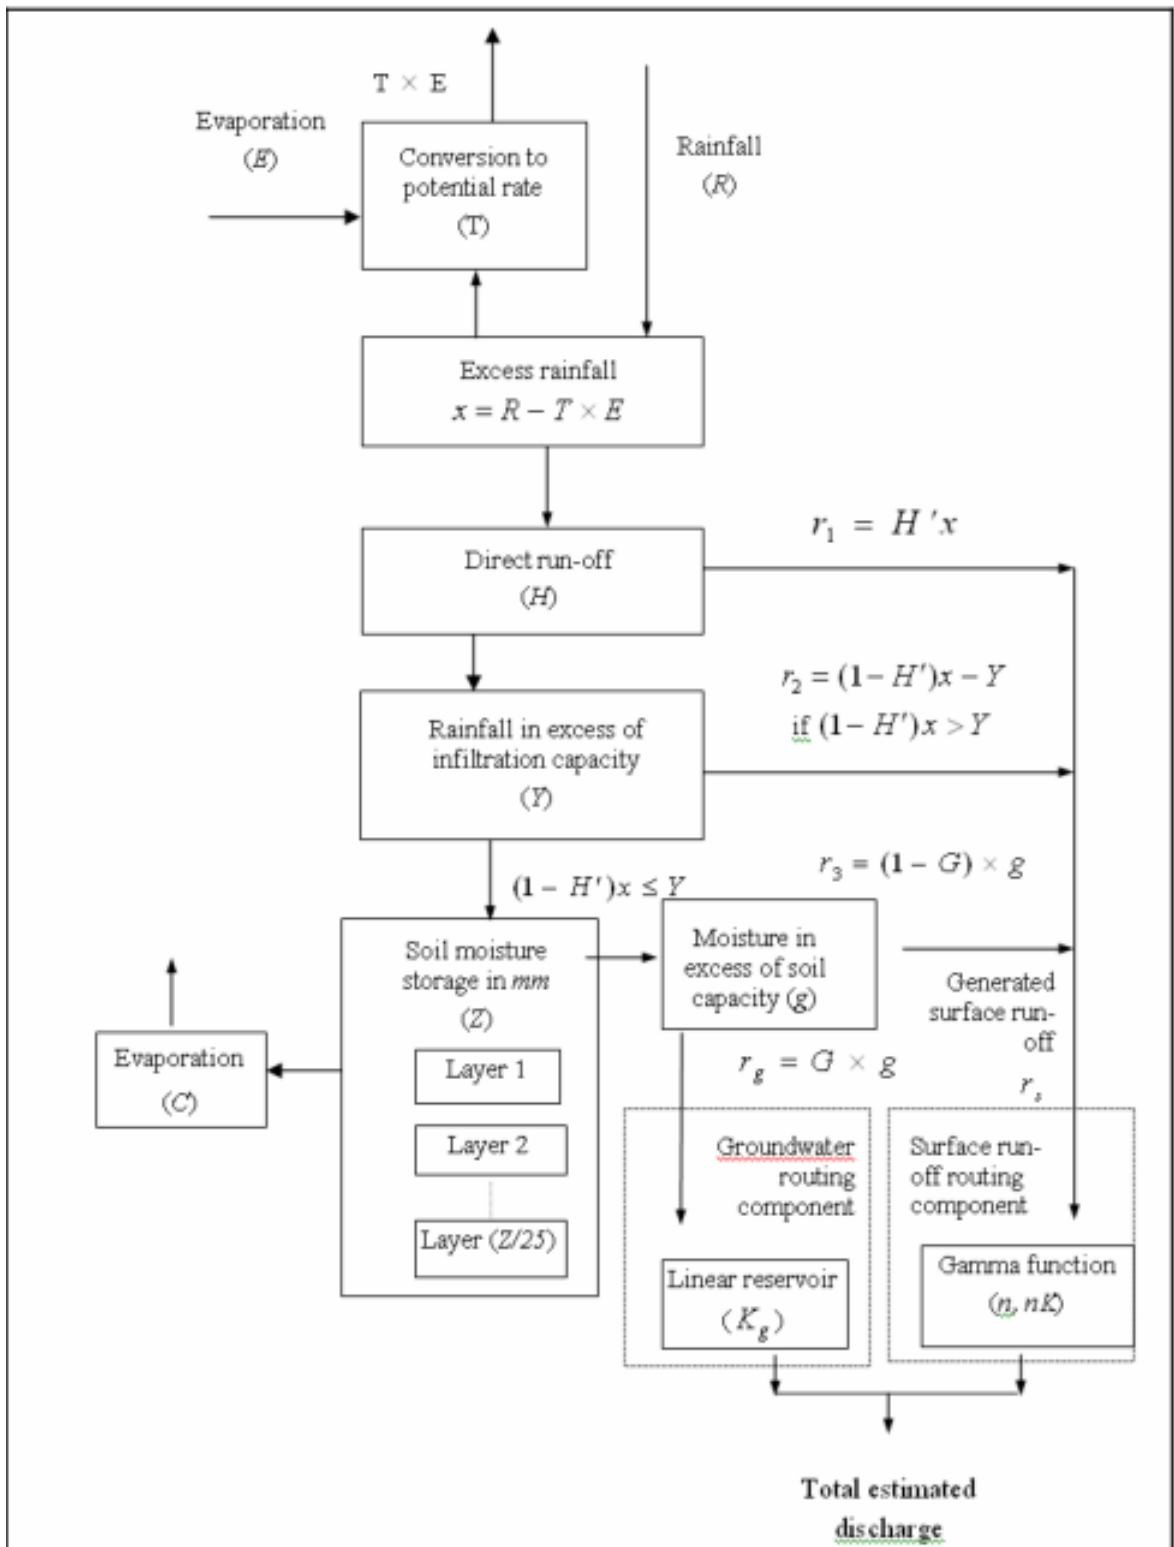 T × E
Evaporation
(E)
Conversion to
potential rate
(T)
Rainfall
(R)
Excess rainfall
x = R − T × E
Direct run-off
(H)
r₁ = H'x
Rainfall in excess of
infiltration capacity
(Y)
r₂ = (1 − H')x − Y
if (1 − H')x > Y
(1 − H')x ≤ Y
r₃ = (1 − G) × g
Soil moisture
storage in mm
(Z)
Layer 1
Layer 2
Layer (Z/25)
Evaporation
(C)
Moisture in
excess of soil
capacity (g)
Generated
surface run-
off
rₛ
r_g = G × g
Groundwater
routing
component
Linear reservoir
(K_g)
Surface run-
off routing
component
Gamma function
(n, nK)
Total estimated
discharge